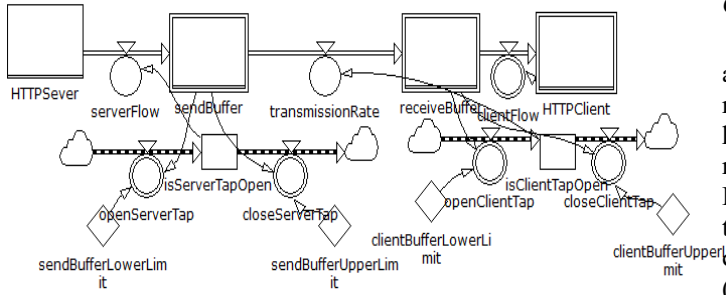 HTTPSever
serverFlow
sendBuffer
transmissionRate
receiveBuffer
clientFlow
HTTPClient
isServerTapOpen
openServerTap
closeServerTap
isClientTapOpen
openClientTap
closeClientTap
sendBufferLowerLim
it
sendBufferUpperLim
it
clientBufferLowerLi
mit
clientBufferUpperL
mit